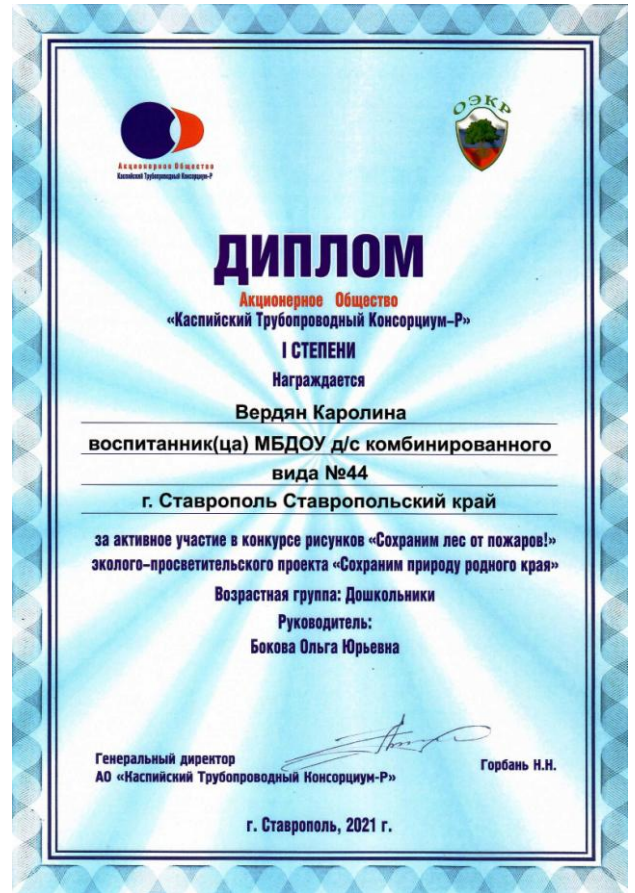 Акционерное Общество
Каспийский Трубопроводный Консорциум-Р
ОЭКР
ДИПЛОМ
Акционерное Общество
«Каспийский Трубопроводный Консорциум-Р»
I СТЕПЕНИ
Награждается
Вердян Каролина
воспитанник(ца) МБДОУ д/с комбинированного
вида №44
г. Ставрополь Ставропольский край
за активное участие в конкурсе рисунков «Сохраним лес от пожаров!»
эколого-просветительского проекта «Сохраним природу родного края»
Возрастная группа: Дошкольники
Руководитель:
Бокова Ольга Юрьевна
Генеральный директор
АО «Каспийский Трубопроводный Консорциум-Р»
Горбань Н.Н.
г. Ставрополь, 2021 г.